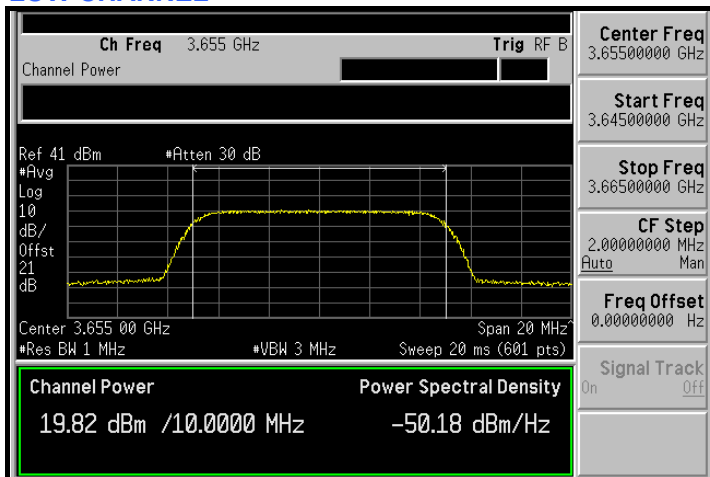 Ch Freq 3.655 GHz Trig RF B
Channel Power
Ref 41 dBm #Atten 30 dB
#Avg
Log
10
dB/
Offst
21
dB
Center 3.655 00 GHz Span 20 MHz^
#Res BW 1 MHz #VBW 3 MHz Sweep 20 ms (601 pts)
Channel Power Power Spectral Density
19.82 dBm /10.0000 MHz -50.18 dBm/Hz
Center Freq
3.65500000 GHz
Start Freq
3.64500000 GHz
Stop Freq
3.66500000 GHz
CF Step
2.00000000 MHz
Auto Man
Freq Offset
0.00000000 Hz
Signal Track
On Off